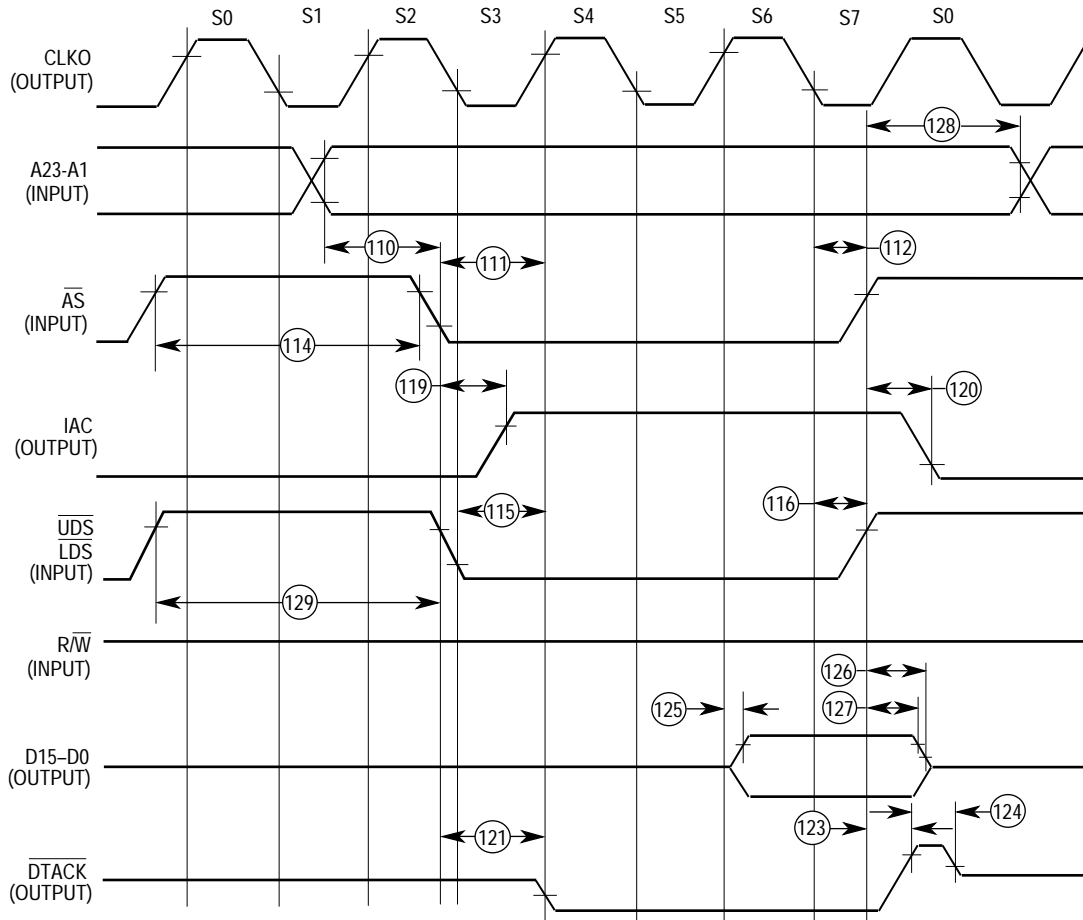 S0 S1 S2 S3 S4 S5 S6 S7 S0
CLKO
(OUTPUT)
128
A23-A1
(INPUT)
110
111
112
AS
(INPUT)
114
119
120
IAC
(OUTPUT)
115
116
UDS
LDS
(INPUT)
129
R/W
(INPUT)
126
125
127
D15–D0
(OUTPUT)
124
123
121
DTACK
(OUTPUT)